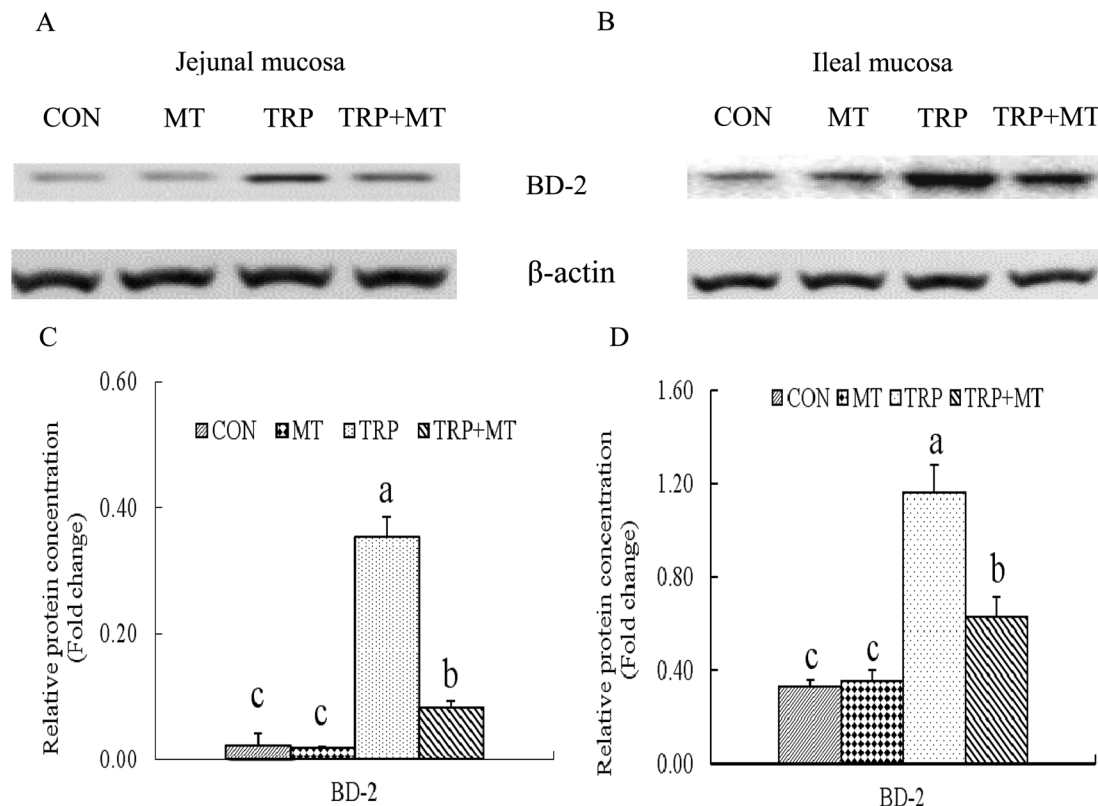 A
B
Jejunal mucosa
Ileal mucosa
CON MT TRP TRP+MT
CON MT TRP TRP+MT
BD-2
β-actin
C
D
0.60
0.40
0.20
0.00
Relative protein concentration
(Fold change)
CON MT TRP TRP+MT
c
c
a
b
BD-2
1.60
1.20
0.80
0.40
0.00
Relative protein concentration
(Fold change)
CON MT TRP TRP+MT
c
c
a
b
BD-2